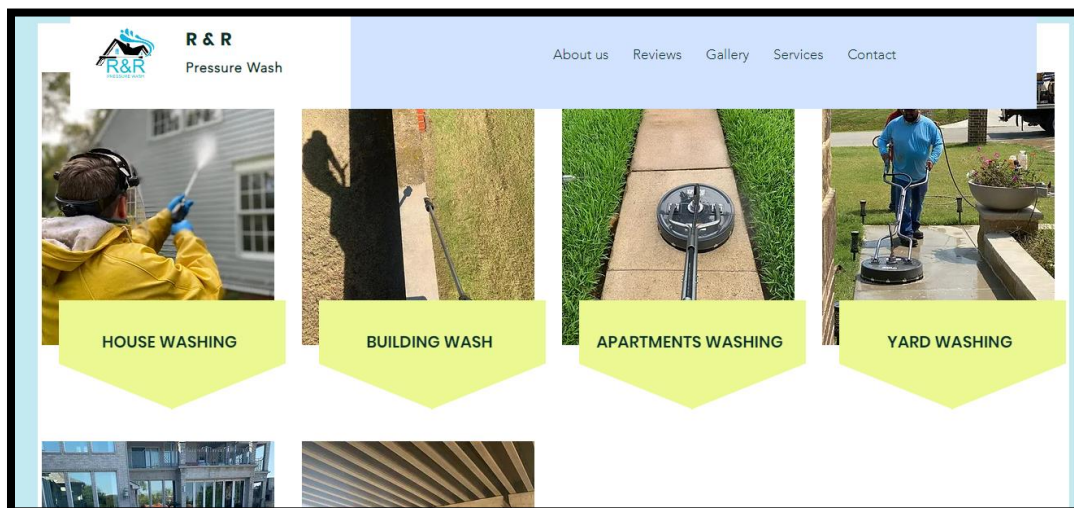 R & R
Pressure Wash
R&R
PRESSURE WASH
About us Reviews Gallery Services Contact
HOUSE WASHING
BUILDING WASH
APARTMENTS WASHING
YARD WASHING